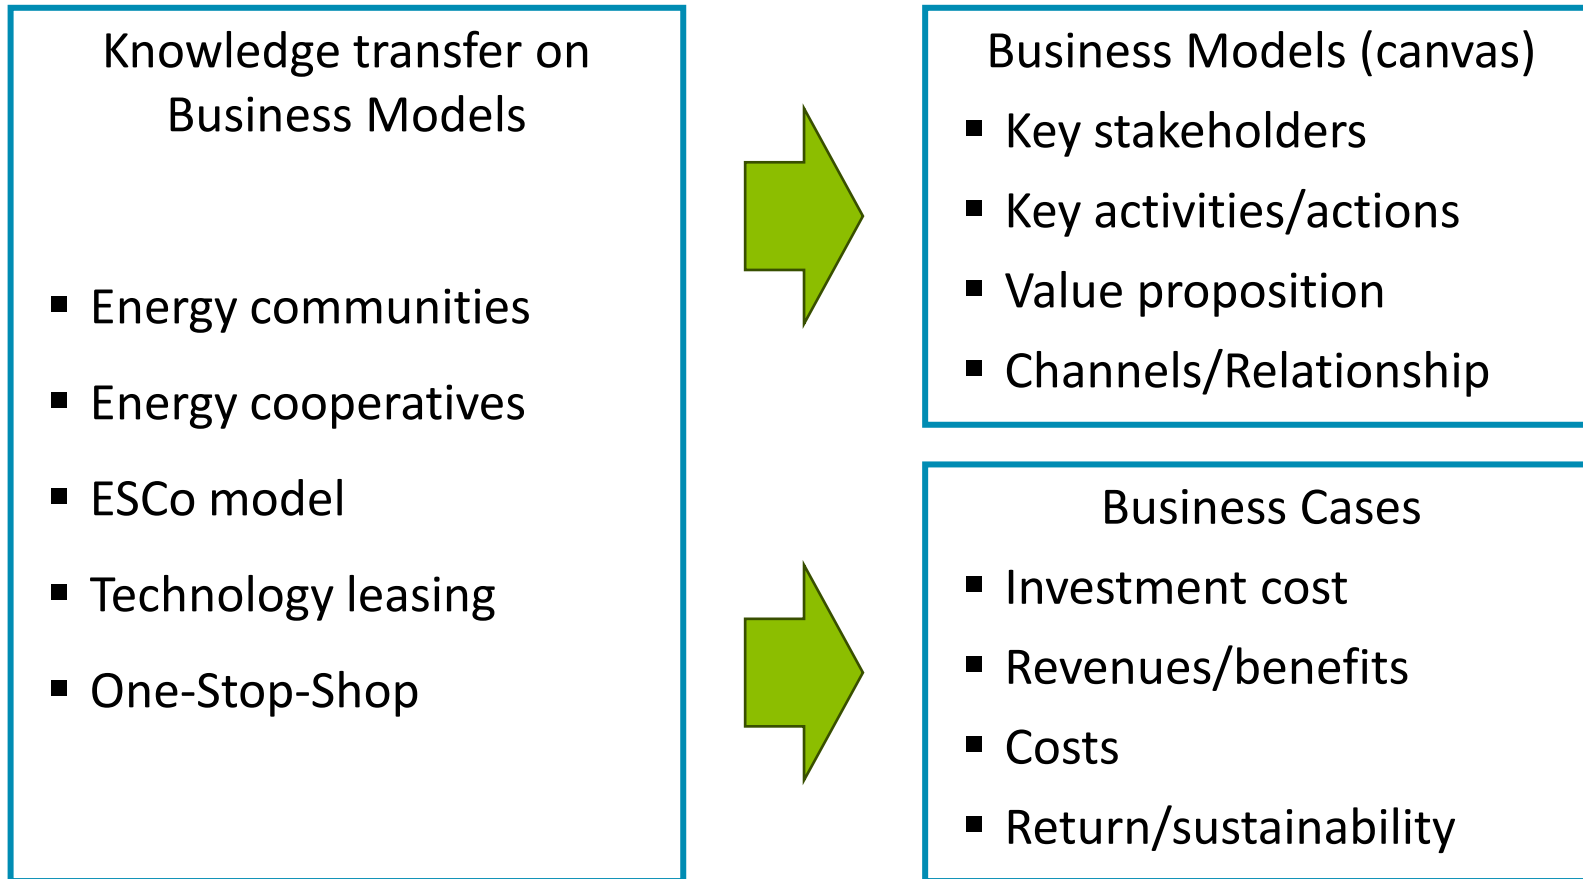 Knowledge transfer on
Business Models
▪ Energy communities
▪ Energy cooperatives
▪ ESCo model
▪ Technology leasing
▪ One-Stop-Shop
Business Models (canvas)
▪ Key stakeholders
▪ Key activities/actions
▪ Value proposition
▪ Channels/Relationship
Business Cases
▪ Investment cost
▪ Revenues/benefits
▪ Costs
▪ Return/sustainability